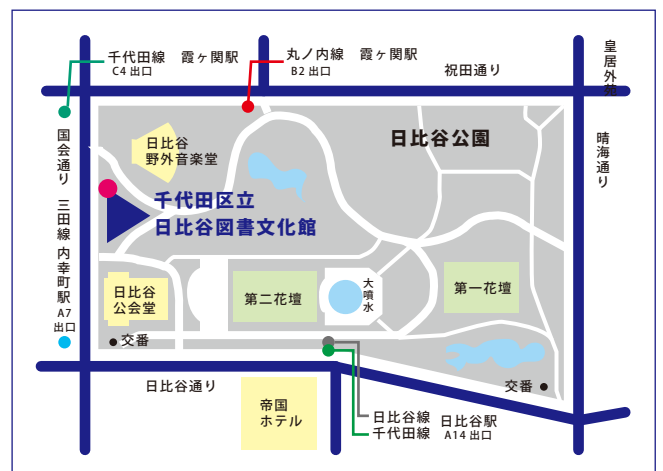 千代田線 霞ヶ関駅
C4 出口
丸ノ内線 霞ヶ関駅
B2 出口
祝田通り
皇居外苑
国会通り
日比谷
野外音楽堂
日比谷公園
晴海通り
千代田区立
日比谷図書文化館
三田線 内幸町駅
A7
出口
日比谷
公会堂
第二花壇
大噴水
第一花壇
交番
交番
日比谷通り
帝国
ホテル
日比谷線
千代田線
日比谷駅
A14 出口